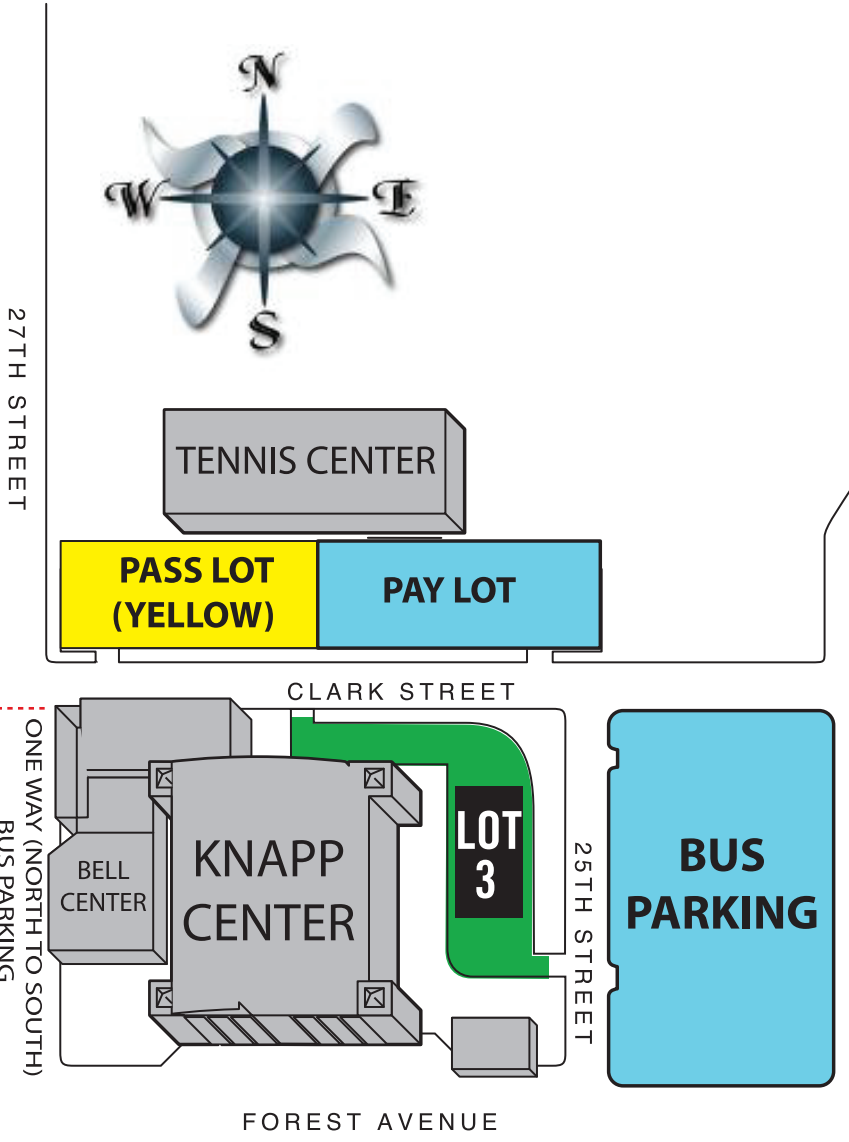 N
W
E
S
27TH STREET
TENNIS CENTER
PASS LOT
(YELLOW)
PAY LOT
CLARK STREET
ONE WAY (NORTH TO SOUTH)
BUS PARKING
BELL
CENTER
KNAPP
CENTER
LOT
3
25TH STREET
BUS
PARKING
FOREST AVENUE